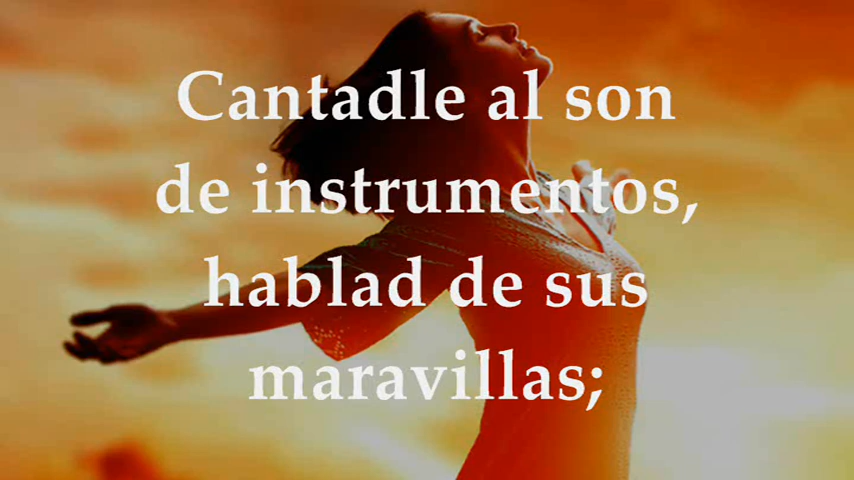 Cantadle al son
de instrumentos,
hablad de sus
maravillas;